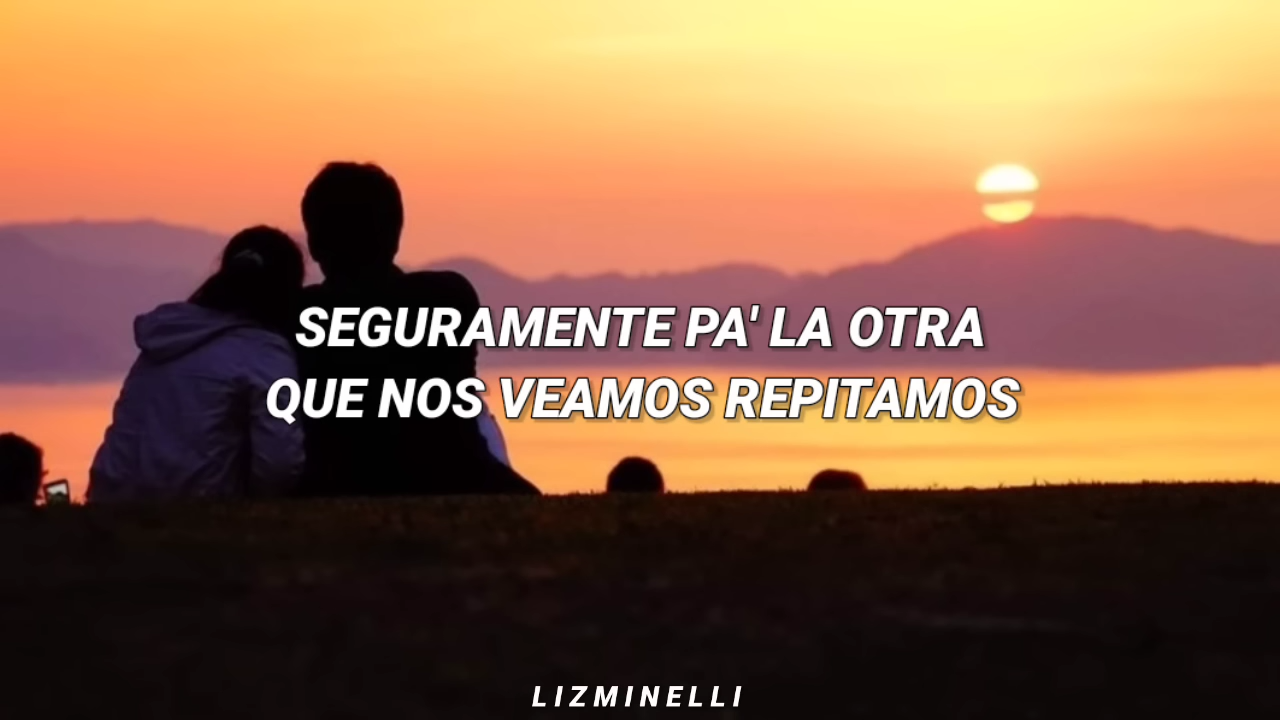 SEGURAMENTE PA' LA OTRA
QUE NOS VEAMOS REPITAMOS
LIZMINELLI